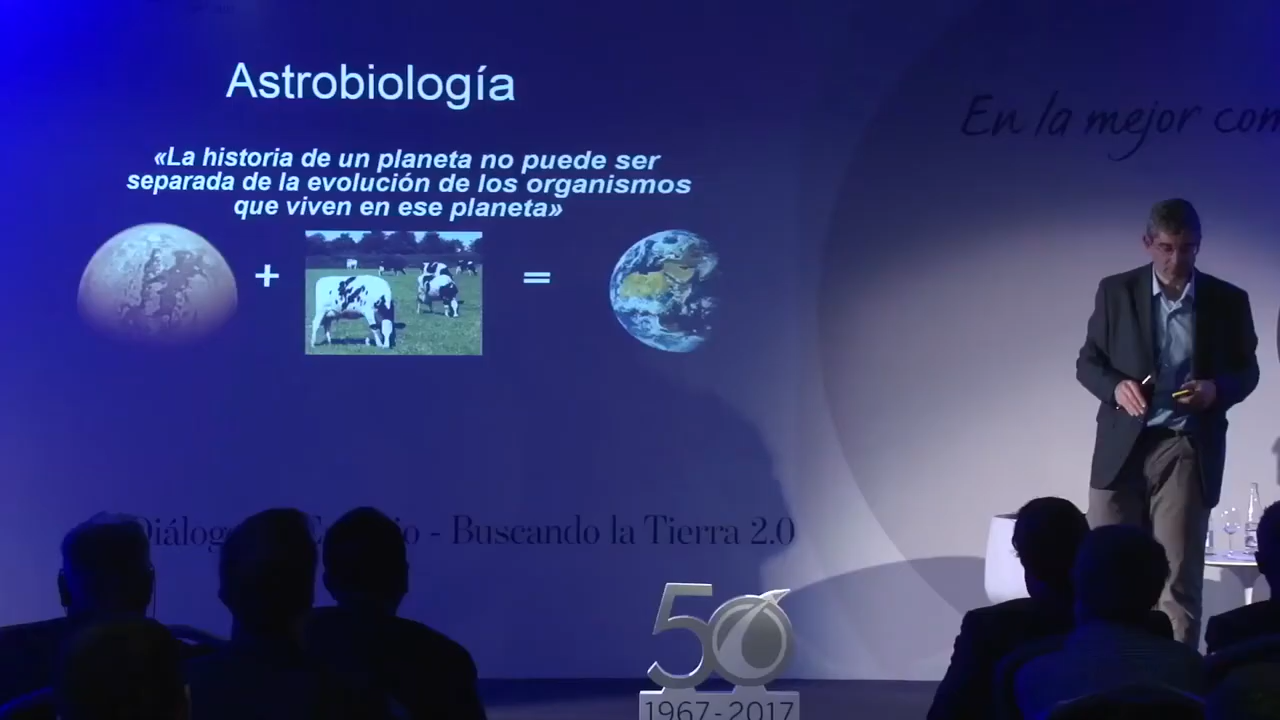 Astrobiología
«La historia de un planeta no puede ser
separada de la evolución de los organismos
que viven en ese planeta»
+ =
En la mejor
- Buscando la Tierra 2.0
50
1967-2017